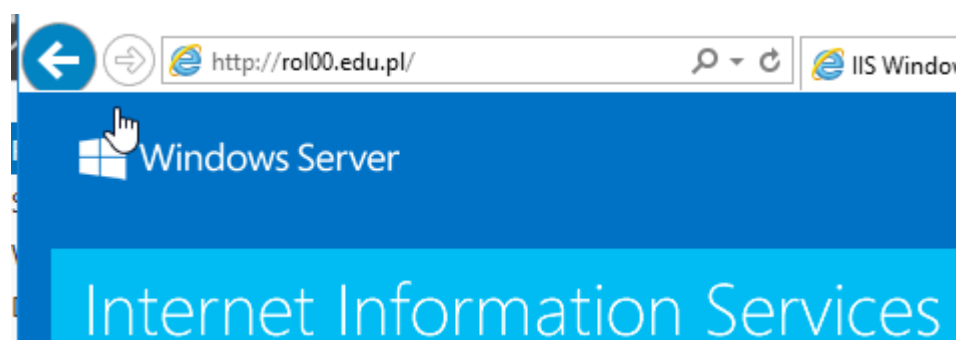 http://rol00.edu.pl/
IIS Window
Windows Server
Internet Information Services